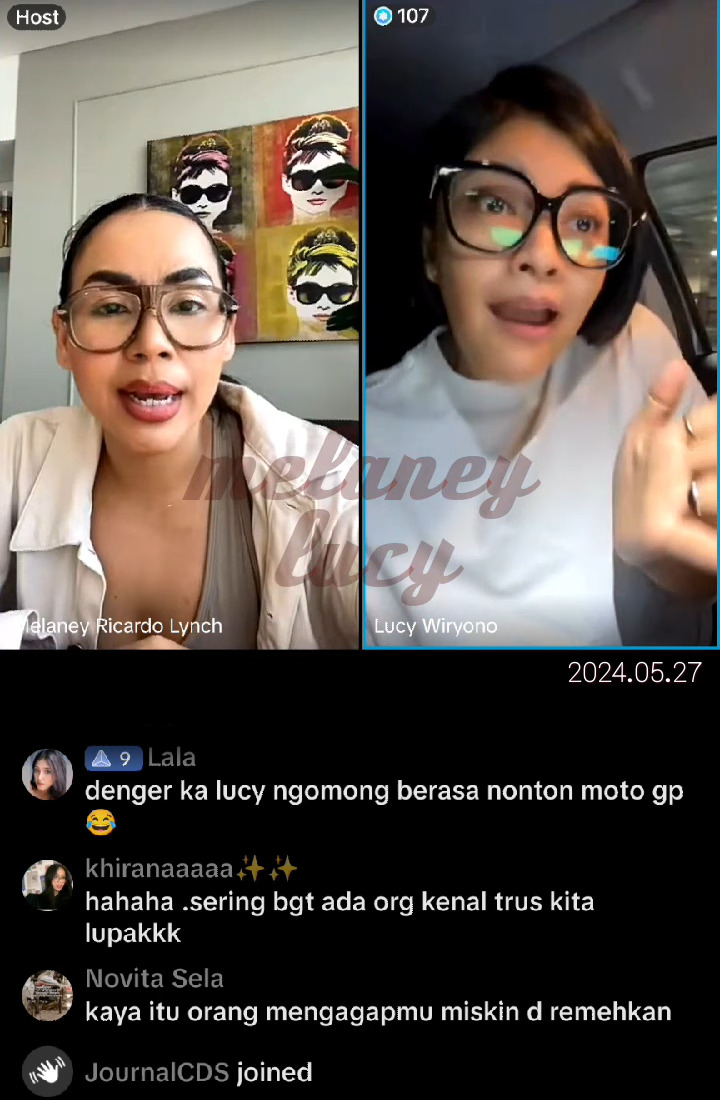 Host
107
melaney
lucy
elaney Ricardo Lynch
Lucy Wiryono
2024.05.27
9 Lala
denger ka lucy ngomong berasa nonton moto gp
😂
khiranaaaaa✨✨
hahaha .sering bgt ada org kenal trus kita
lupakkk
Novita Sela
kaya itu orang mengagapmu miskin d remehkan
JournalCDS joined